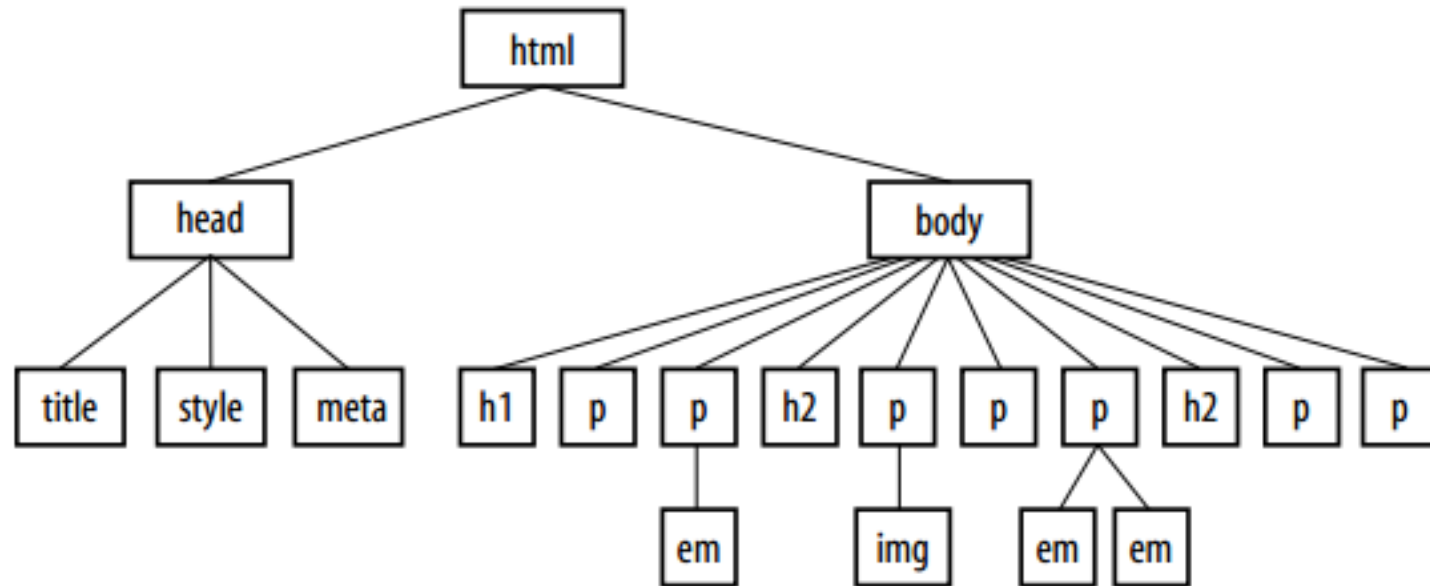 html
head body
title style meta h1 p p h2 p p p h2 p p
em img em em